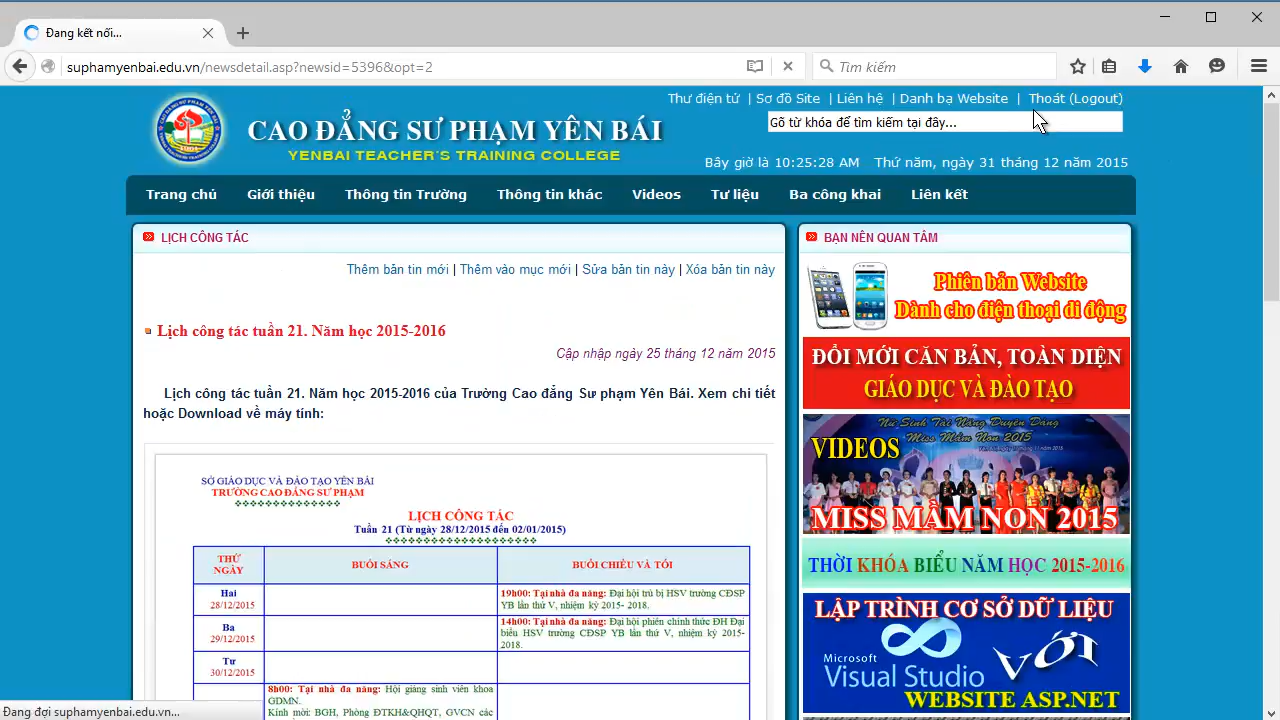 Đang kết nối...
suphamyenbai.edu.vn/newsdetail.asp?newsid=5396&opt=2
Tìm kiếm
Thư điện tử | Sơ đồ Site | Liên hệ | Danh bạ Website | Thoát (Logout)
CAO ĐẲNG SƯ PHẠM YÊN BÁI
Gõ từ khóa để tìm kiếm tại đây...
YENBAI TEACHER'S TRAINING COLLEGE
Bây giờ là 10:25:28 AM Thứ năm, ngày 31 tháng 12 năm 2015
Trang chủ Giới thiệu Thông tin Trường Thông tin khác Videos Tư liệu Ba công khai Liên kết
LỊCH CÔNG TÁC
Thêm bản tin mới | Thêm vào mục mới | Sửa bản tin này | Xóa bản tin này
Lịch công tác tuần 21. Năm học 2015-2016
Cập nhập ngày 25 tháng 12 năm 2015
Lịch công tác tuần 21. Năm học 2015-2016 của Trường Cao đẳng Sư phạm Yên Bái. Xem chi tiết
hoặc Download về máy tính:
SỞ GIÁO DỤC VÀ ĐÀO TẠO YÊN BÁI
TRƯỜNG CAO ĐẲNG SƯ PHẠM
LỊCH CÔNG TÁC
Tuần 21 (Từ ngày 28/12/2015 đến 02/01/2015)
THỨ
NGÀY
BUỔI SÁNG
BUỔI CHIỀU VÀ TỐI
Hai
28/12/2015
19h00: Tại nhà đa năng: Đại hội trù bị HSV trường CĐSP
YB lần thứ V, nhiệm kỳ 2015- 2018.
Ba
29/12/2015
14h00: Tại nhà đa năng: Đại hội phiên chính thức ĐH Đại
biểu HSV trường CĐSP YB lần thứ V, nhiệm kỳ 2015-
2018.
Tư
30/12/2015
8h00: Tại nhà đa năng: Hội giảng sinh viên khoa
GDMN.
Kính mời: BGH, Phòng ĐTKH&QHQT, GVCN các
BẠN NÊN QUAN TÂM
Phiên bản Website
Dành cho điện thoại di động
ĐỔI MỚI CĂN BẢN, TOÀN DIỆN
GIÁO DỤC VÀ ĐÀO TẠO
Nữ Sinh Tài Năng Duyên Dáng
Miss Mầm Non 2015
VIDEOS
MISS MẦM NON 2015
THỜI KHÓA BIỂU NĂM HỌC 2015-2016
LẬP TRÌNH CƠ SỞ DỮ LIỆU
Microsoft
Visual Studio
VỚI
WEBSITE ASP.NET
Đang đợi suphamyenbai.edu.vn...